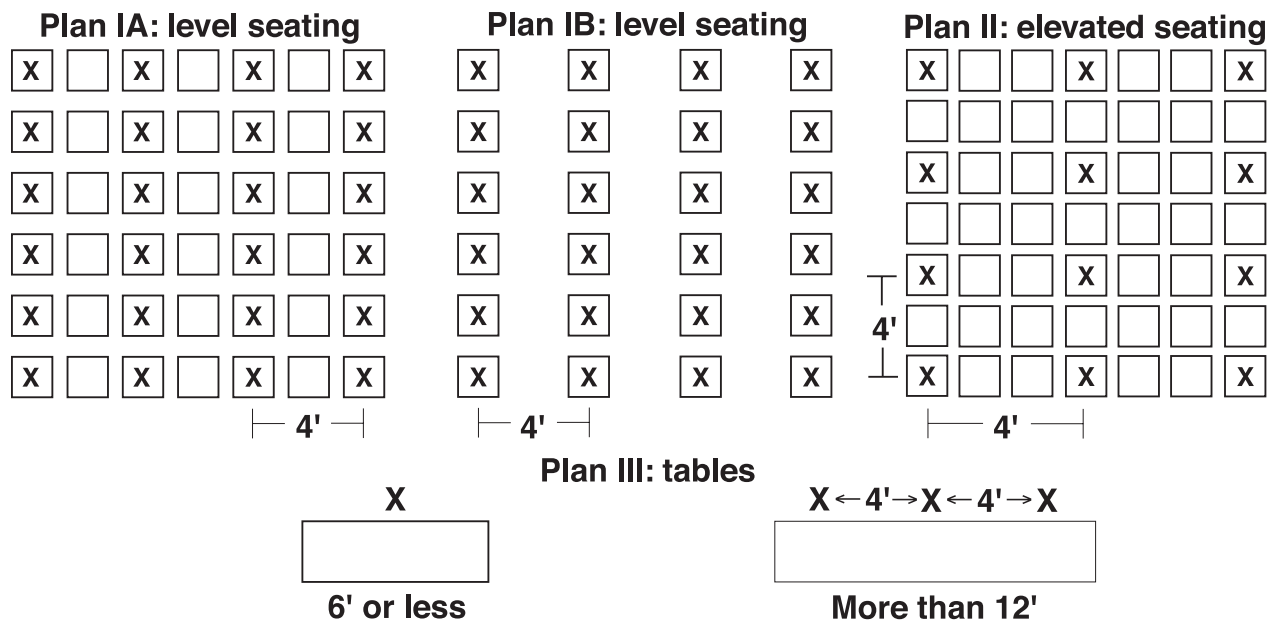 Plan IA: level seating Plan IB: level seating Plan II: elevated seating
X X X X X X X X X X X
X X X X X X X X
X X X X X X X X X X X
X X X X X X X X
X X X X X X X X X X X
4'
X X X X X X X X
X X X X X X X X X X X
4' 4' 4'
Plan III: tables
X X ← 4' → X ← 4' → X
6' or less More than 12'